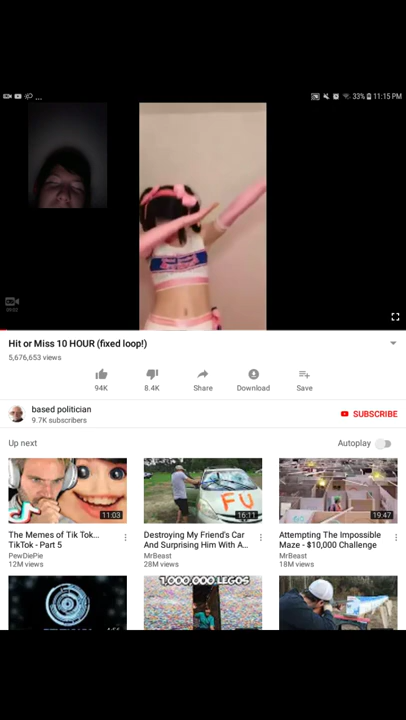 33% 11:15 PM
Hit or Miss 10 HOUR (fixed loop!)
5,676,653 views
94K
8.4K
Share
Download
Save
based politician
9.7K subscribers
SUBSCRIBE
Up next
Autoplay
11:03
16:11
19:47
FU
The Memes of Tik Tok...
TikTok - Part 5
PewDiePie
12M views
Destroying My Friend's Car
And Surprising Him With A...
MrBeast
28M views
Attempting The Impossible
Maze - $10,000 Challenge
MrBeast
18M views
1,000,000 LEGOS